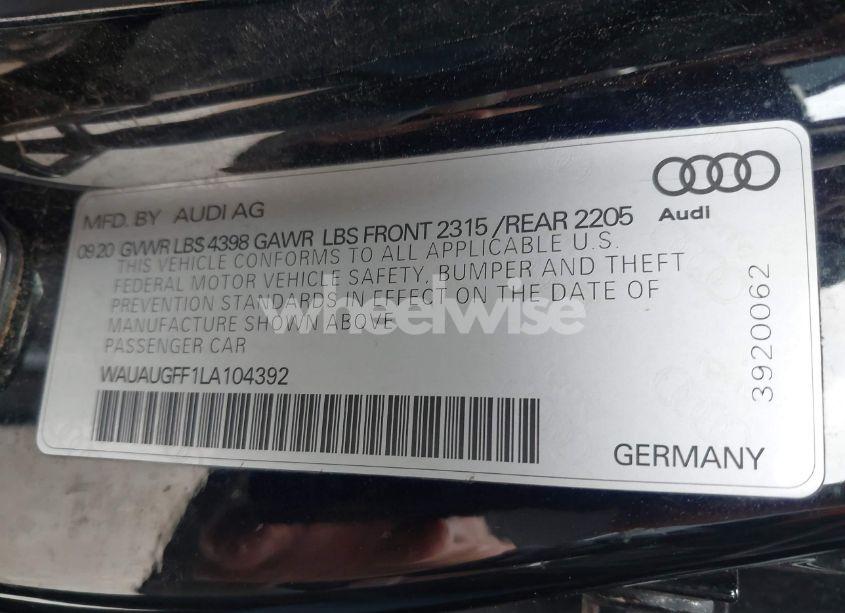 MFD. BY AUDI AG
09.20 GVWR LBS 4398 GAWR LBS FRONT 2315 /REAR 2205
THIS VEHICLE CONFORMS TO ALL APPLICABLE U.S.
FEDERAL MOTOR VEHICLE SAFETY, BUMPER AND THEFT
PREVENTION STANDARDS IN EFFECT ON THE DATE OF
MANUFACTURE SHOWN ABOVE
PASSENGER CAR
WAUAUGFF1LA104392
Audi
3920062
GERMANY
wheelwise